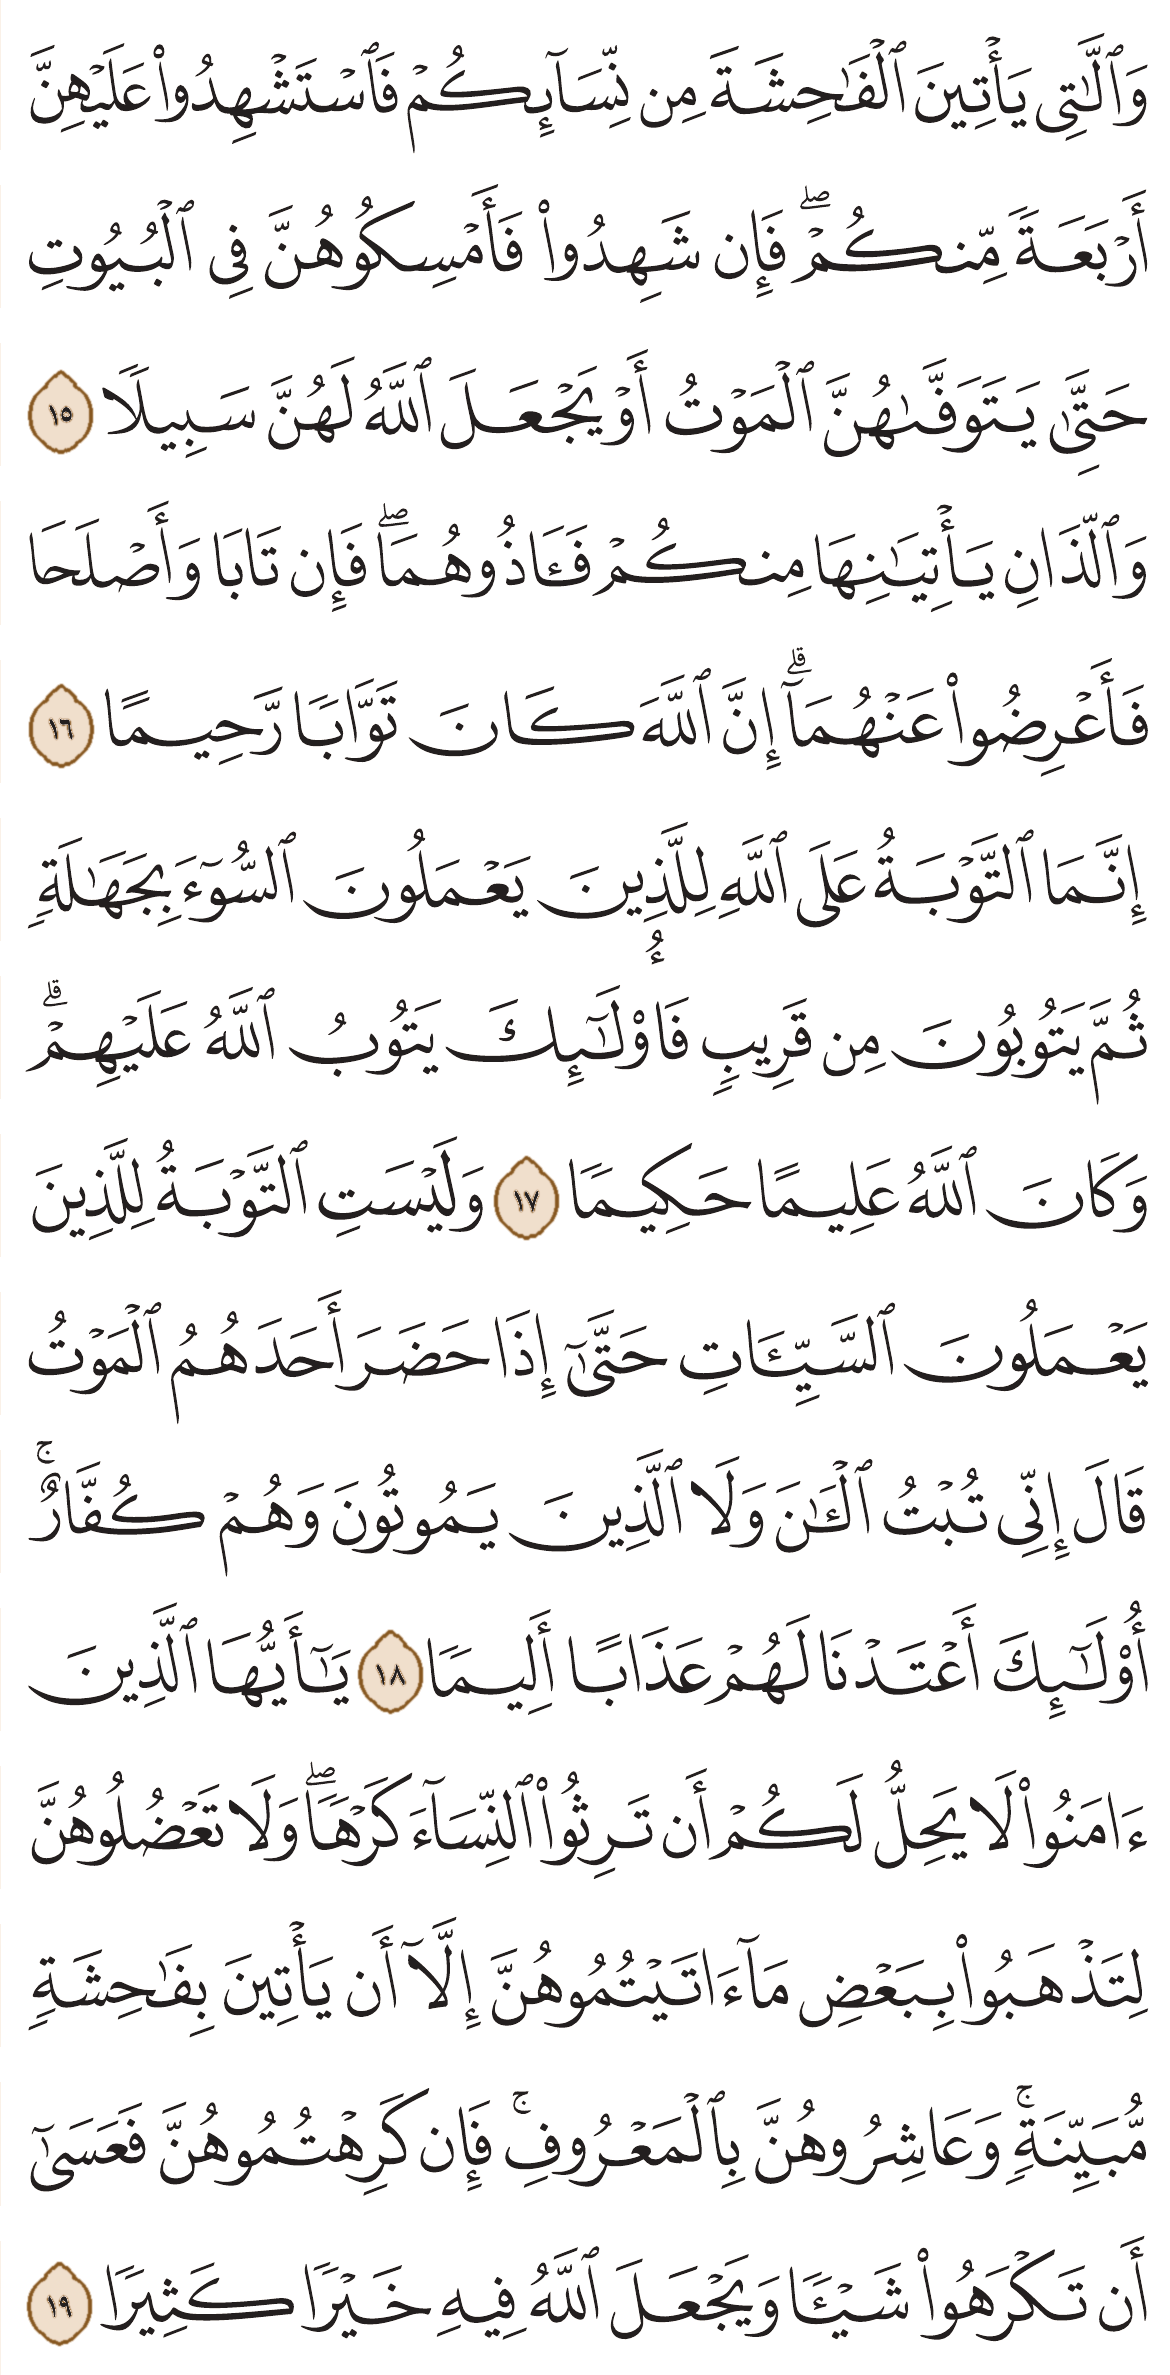 وَٱلَّٰتِى يَأۡتِينَ ٱلۡفَٰحِشَةَ مِن نِّسَآئِكُمۡ فَٱسۡتَشۡهِدُواْ عَلَيۡهِنَّ
أَرۡبَعَةً مِّنكُمۡۖ فَإِن شَهِدُواْ فَأَمۡسِكُوهُنَّ فِى ٱلۡبُيُوتِ
حَتَّىٰ يَتَوَفَّىٰهُنَّ ٱلۡمَوۡتُ أَوۡ يَجۡعَلَ ٱللَّهُ لَهُنَّ سَبِيلًا ١٥
وَٱلَّذَانِ يَأۡتِيَٰنِهَا مِنكُمۡ فَـَٔاذُوهُمَاۖ فَإِن تَابَا وَأَصۡلَحَا
فَأَعۡرِضُواْ عَنۡهُمَآۗ إِنَّ ٱللَّهَ كَانَ تَوَّابًا رَّحِيمًا ١٦
إِنَّمَا ٱلتَّوۡبَةُ عَلَى ٱللَّهِ لِلَّذِينَ يَعۡمَلُونَ ٱلسُّوٓءَ بِجَهَٰلَةٍ
ثُمَّ يَتُوبُونَ مِن قَرِيبٍ فَأُوْلَٰٓئِكَ يَتُوبُ ٱللَّهُ عَلَيۡهِمۡۗ
وَكَانَ ٱللَّهُ عَلِيمًا حَكِيمًا ١٧ وَلَيۡسَتِ ٱلتَّوۡبَةُ لِلَّذِينَ
يَعۡمَلُونَ ٱلسَّيِّـَٔاتِ حَتَّىٰٓ إِذَا حَضَرَ أَحَدَهُمُ ٱلۡمَوۡتُ
قَالَ إِنِّى تُبۡتُ ٱلۡـَٰٔنَ وَلَا ٱلَّذِينَ يَمُوتُونَ وَهُمۡ كُفَّارٌۚ
أُوْلَٰٓئِكَ أَعۡتَدۡنَا لَهُمۡ عَذَابًا أَلِيمًا ١٨ يَٰٓأَيُّهَا ٱلَّذِينَ
ءَامَنُواْ لَا يَحِلُّ لَكُمۡ أَن تَرِثُواْ ٱلنِّسَآءَ كَرۡهًاۖ وَلَا تَعۡضُلُوهُنَّ
لِتَذۡهَبُواْ بِبَعۡضِ مَآ ءَاتَيۡتُمُوهُنَّ إِلَّآ أَن يَأۡتِينَ بِفَٰحِشَةٍ
مُّبَيِّنَةٍۚ وَعَاشِرُوهُنَّ بِٱلۡمَعۡرُوفِۚ فَإِن كَرِهۡتُمُوهُنَّ فَعَسَىٰٓ
أَن تَكۡرَهُواْ شَيۡـًٔا وَيَجۡعَلَ ٱللَّهُ فِيهِ خَيۡرًا كَثِيرًا ١٩